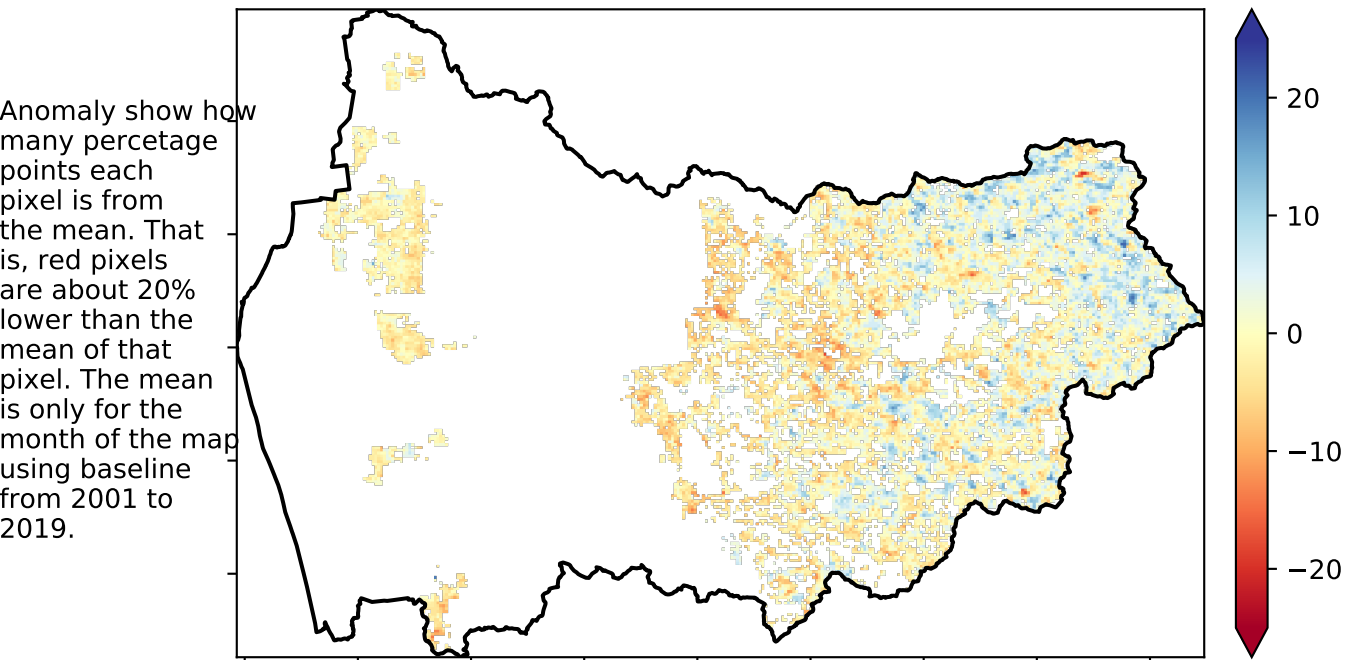 Anomaly show how
many percetage
points each
pixel is from
the mean. That
is, red pixels
are about 20%
lower than the
mean of that
pixel. The mean
is only for the
month of the map
using baseline
from 2001 to
2019.
20
10
0
−10
−20